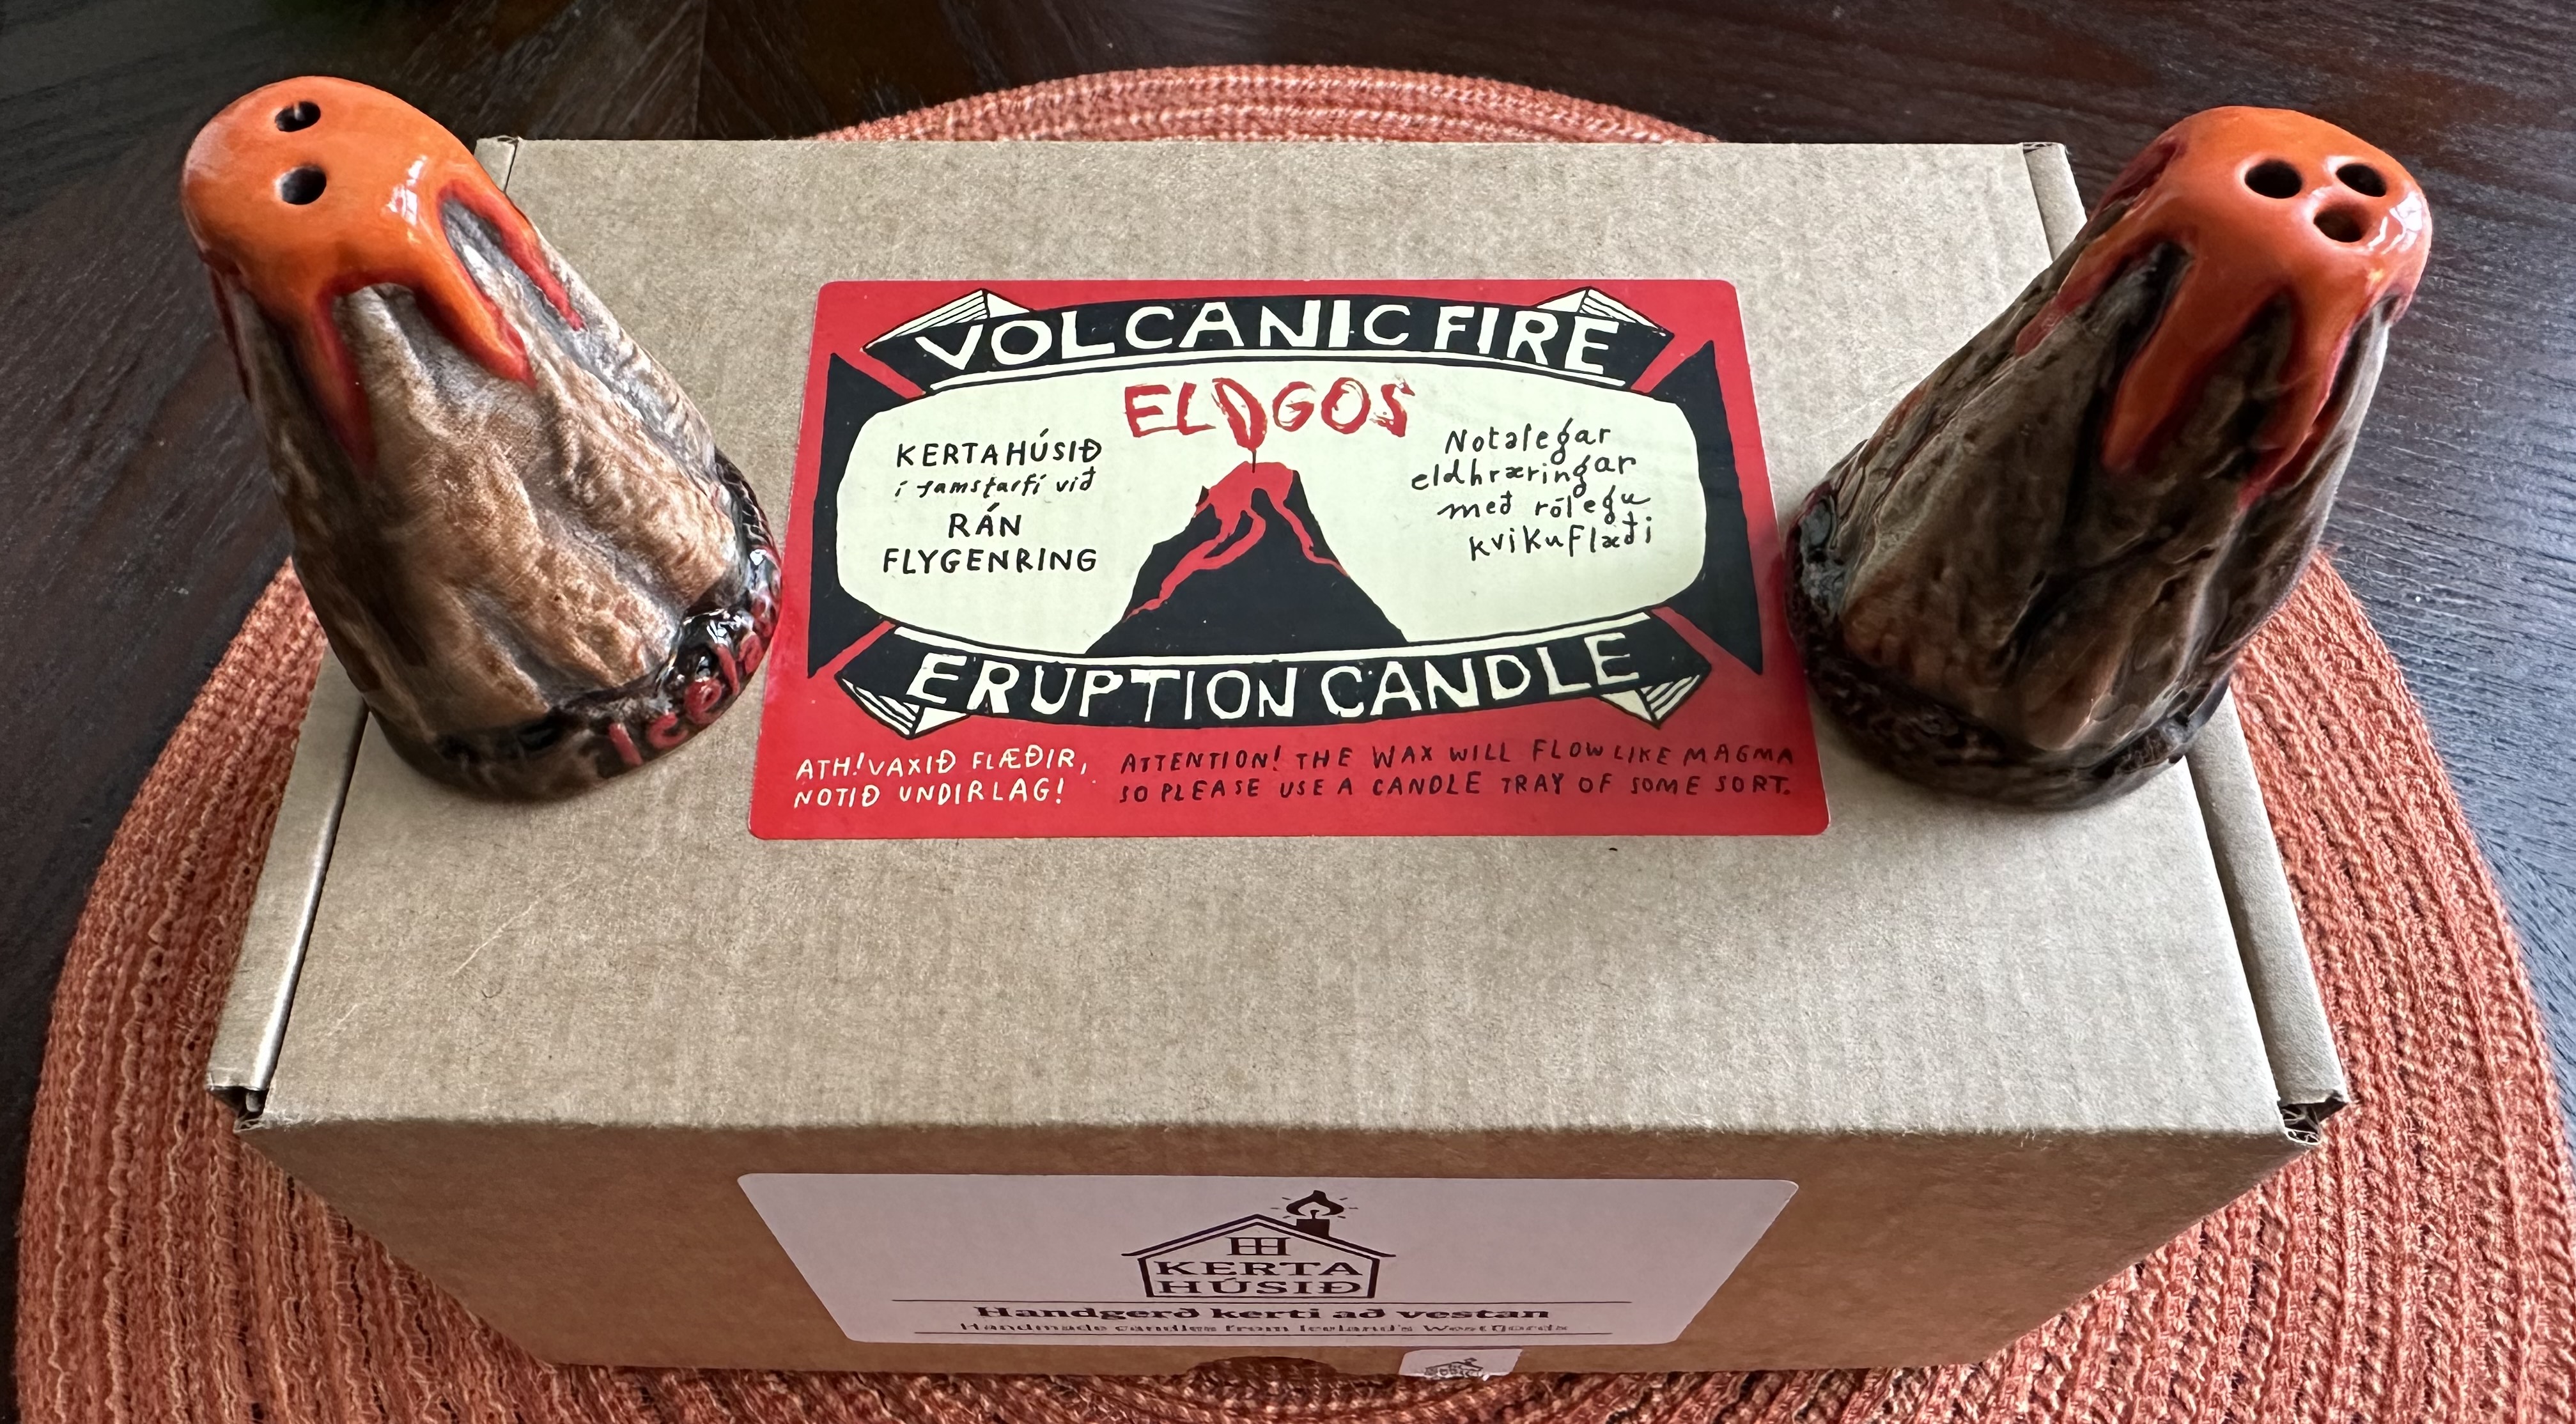 VOLCANIC FIRE
ELDGOS
KERTAHÚSIÐ
í samstarfi við
RÁN
FLYGENRING
Notalegar
eldhræringar
með rólegu
kvikuflæði
ERUPTION CANDLE
ATH! VAXIÐ FLÆÐIR,
NOTIÐ UNDIRLAG!
ATTENTION! THE WAX WILL FLOW LIKE MAGMA
SO PLEASE USE A CANDLE TRAY OF SOME SORT.
KERTA
HÚSIÐ
Handgerð kerti að vestan
Handmade candles from Iceland's Westfjords